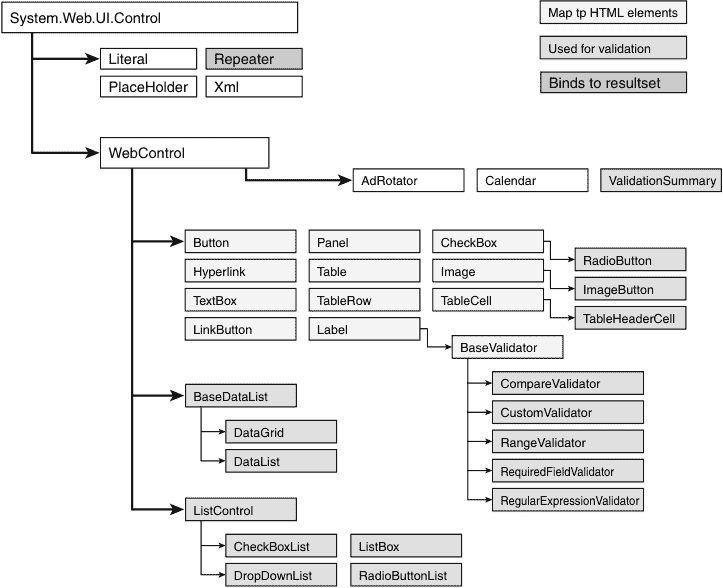 System.Web.UI.Control
Map tp HTML elements
Used for validation
Binds to resultset
Literal
Repeater
PlaceHolder
Xml
WebControl
AdRotator
Calendar
ValidationSummary
Button
Panel
CheckBox
RadioButton
Hyperlink
Table
Image
ImageButton
TextBox
TableRow
TableCell
TableHeaderCell
LinkButton
Label
BaseValidator
CompareValidator
CustomValidator
RangeValidator
RequiredFieldValidator
RegularExpressionValidator
BaseDataList
DataGrid
DataList
ListControl
CheckBoxList
ListBox
DropDownList
RadioButtonList